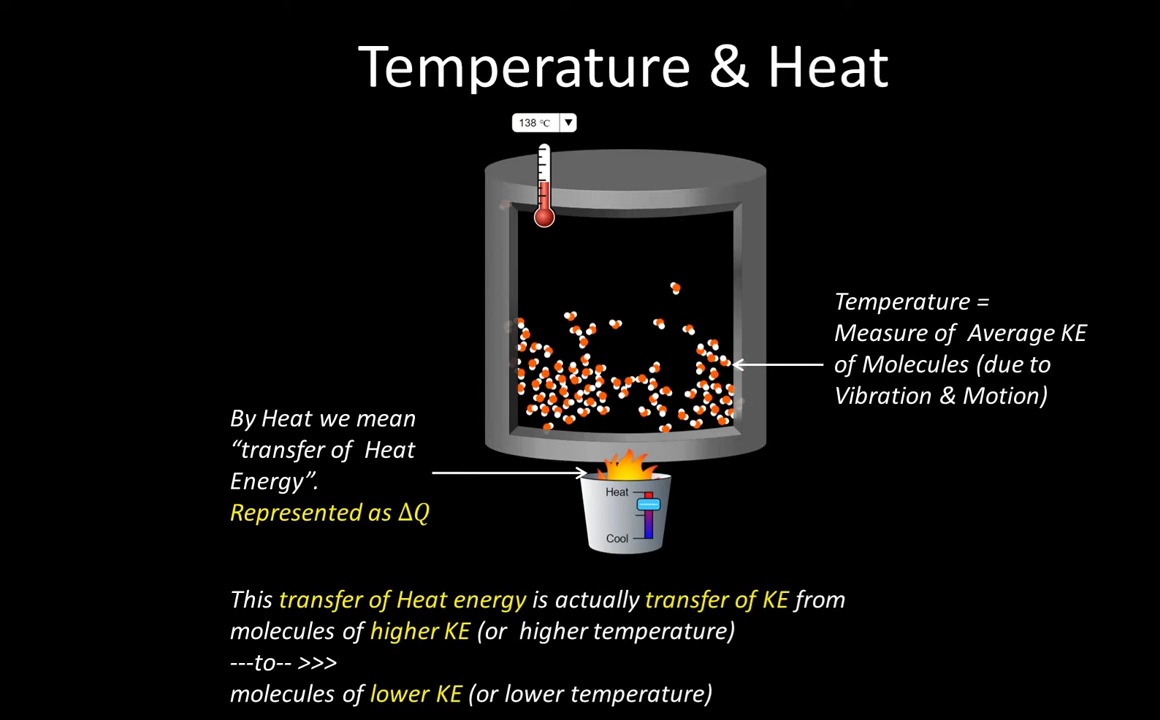 Temperature & Heat
138 °C
Temperature =
Measure of Average KE
of Molecules (due to
Vibration & Motion)
By Heat we mean
“transfer of Heat
Energy”.
Represented as ΔQ
Heat
Cool
This transfer of Heat energy is actually transfer of KE from
molecules of higher KE (or higher temperature)
---to-- >>>
molecules of lower KE (or lower temperature)